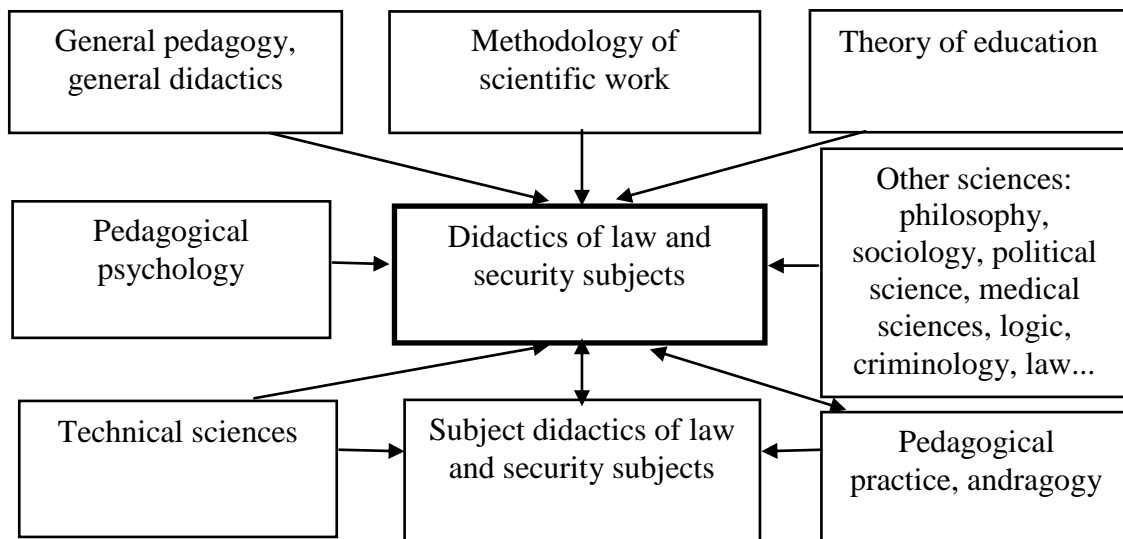 General pedagogy,
general didactics
Methodology of
scientific work
Theory of education
Pedagogical
psychology
Didactics of law and
security subjects
Other sciences:
philosophy,
sociology, political
science, medical
sciences, logic,
criminology, law...
Technical sciences
Subject didactics of law
and security subjects
Pedagogical
practice, andragogy